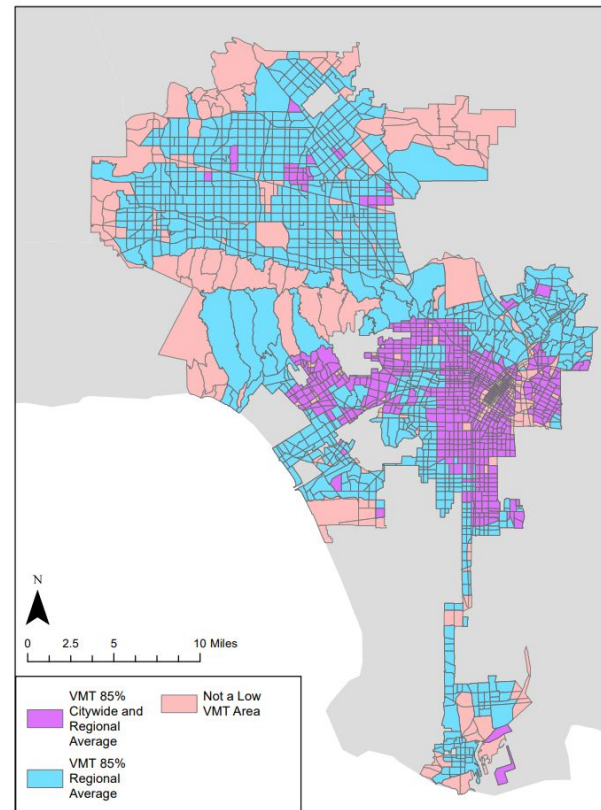 N
0 2.5 5 10 Miles
VMT 85%
Citywide and
Regional
Average
Not a Low
VMT Area
VMT 85%
Regional
Average